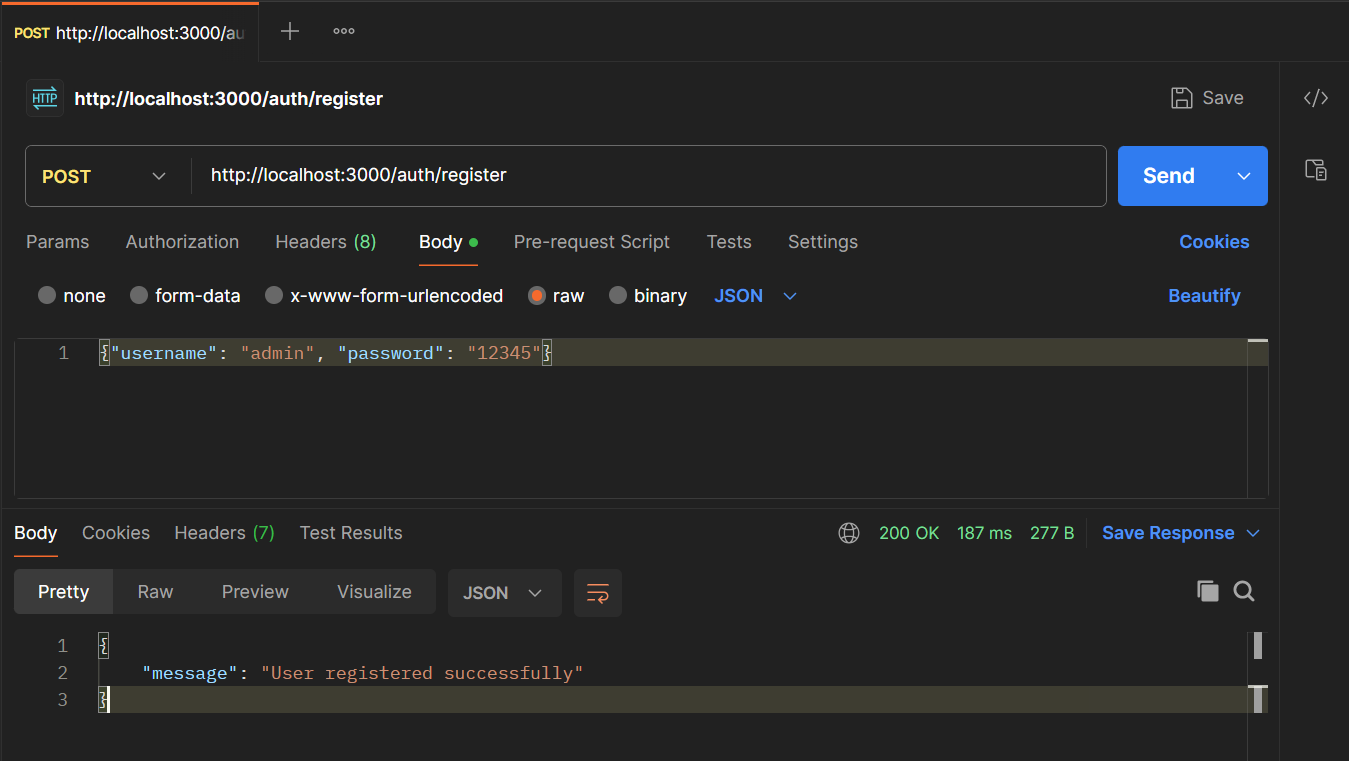 POST http://localhost:3000/au
HTTP http://localhost:3000/auth/register Save </>
POST http://localhost:3000/auth/register Send
Params Authorization Headers (8) Body Pre-request Script Tests Settings Cookies
none form-data x-www-form-urlencoded raw binary JSON Beautify
1 {"username": "admin", "password": "12345"}
Body Cookies Headers (7) Test Results 200 OK 187 ms 277 B Save Response
Pretty Raw Preview Visualize JSON
1 {
2 "message": "User registered successfully"
3 }